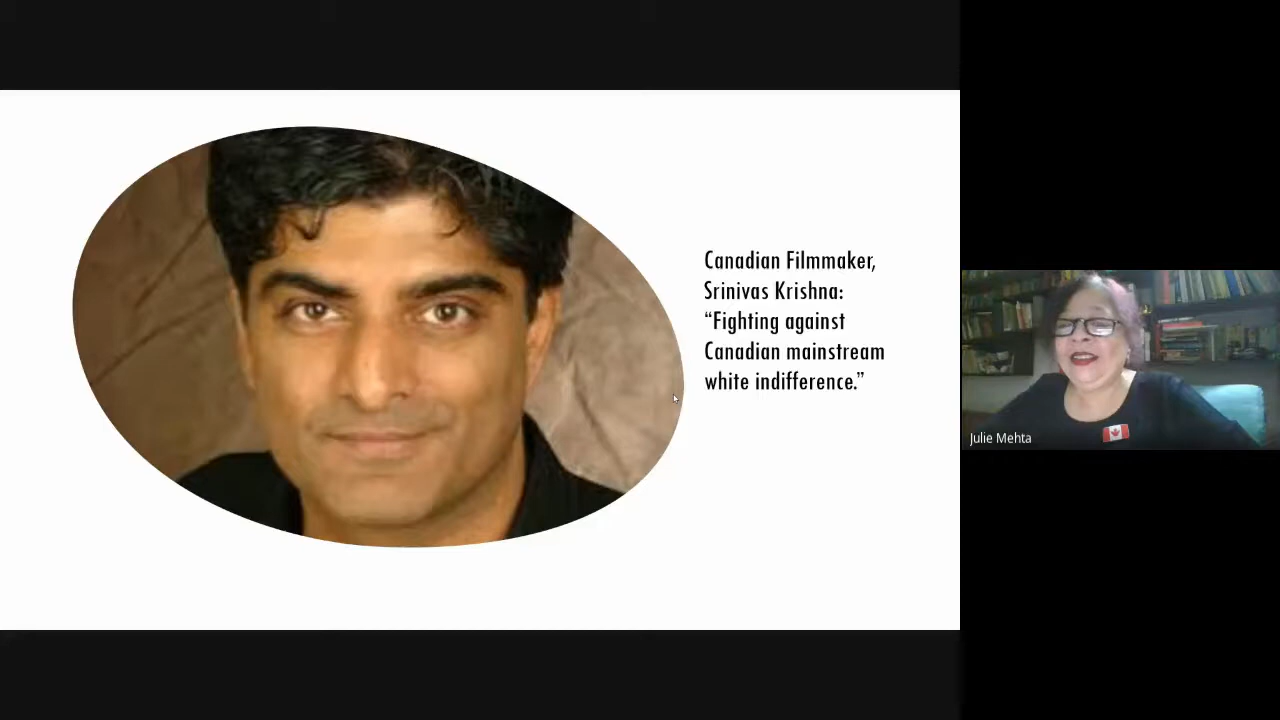 Canadian Filmmaker,
Srinivas Krishna:
“Fighting against
Canadian mainstream
white indifference.”
Julie Mehta